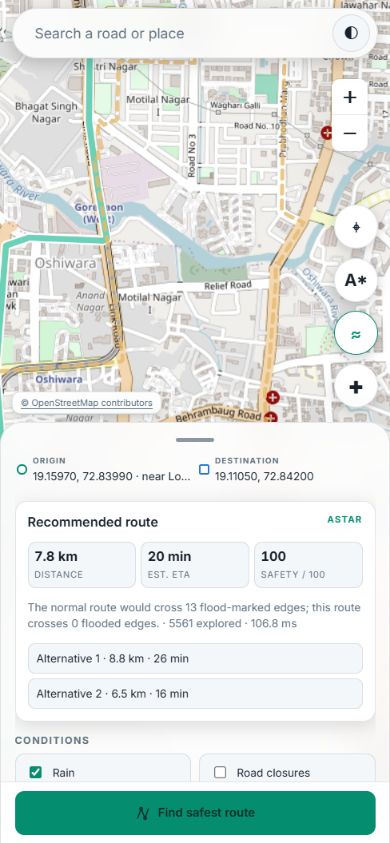 Search a road or place
Shastri Nagar
Bhagat Singh
Nagar
Motilal Nagar
I
Waghari Galli
Road No. 10
Road No 3
Prabodhan Marg
Goregaon
(West)
Oshiwara
Anand
Nagar
Motilal Nagar
I
Relief Road
Link Road
Oshiwara
Behrambaug Road
+
−
A*
≈
© OpenStreetMap contributors
ORIGIN
19.15970, 72.83990 · near Lo...
DESTINATION
19.11050, 72.84200
Recommended route
ASTAR
7.8 km
DISTANCE
20 min
EST. ETA
100
SAFETY / 100
The normal route would cross 13 flood-marked edges; this route
crosses 0 flooded edges. · 5561 explored · 106.8 ms
Alternative 1 · 8.8 km · 26 min
Alternative 2 · 6.5 km · 16 min
CONDITIONS
Rain
Road closures
Find safest route